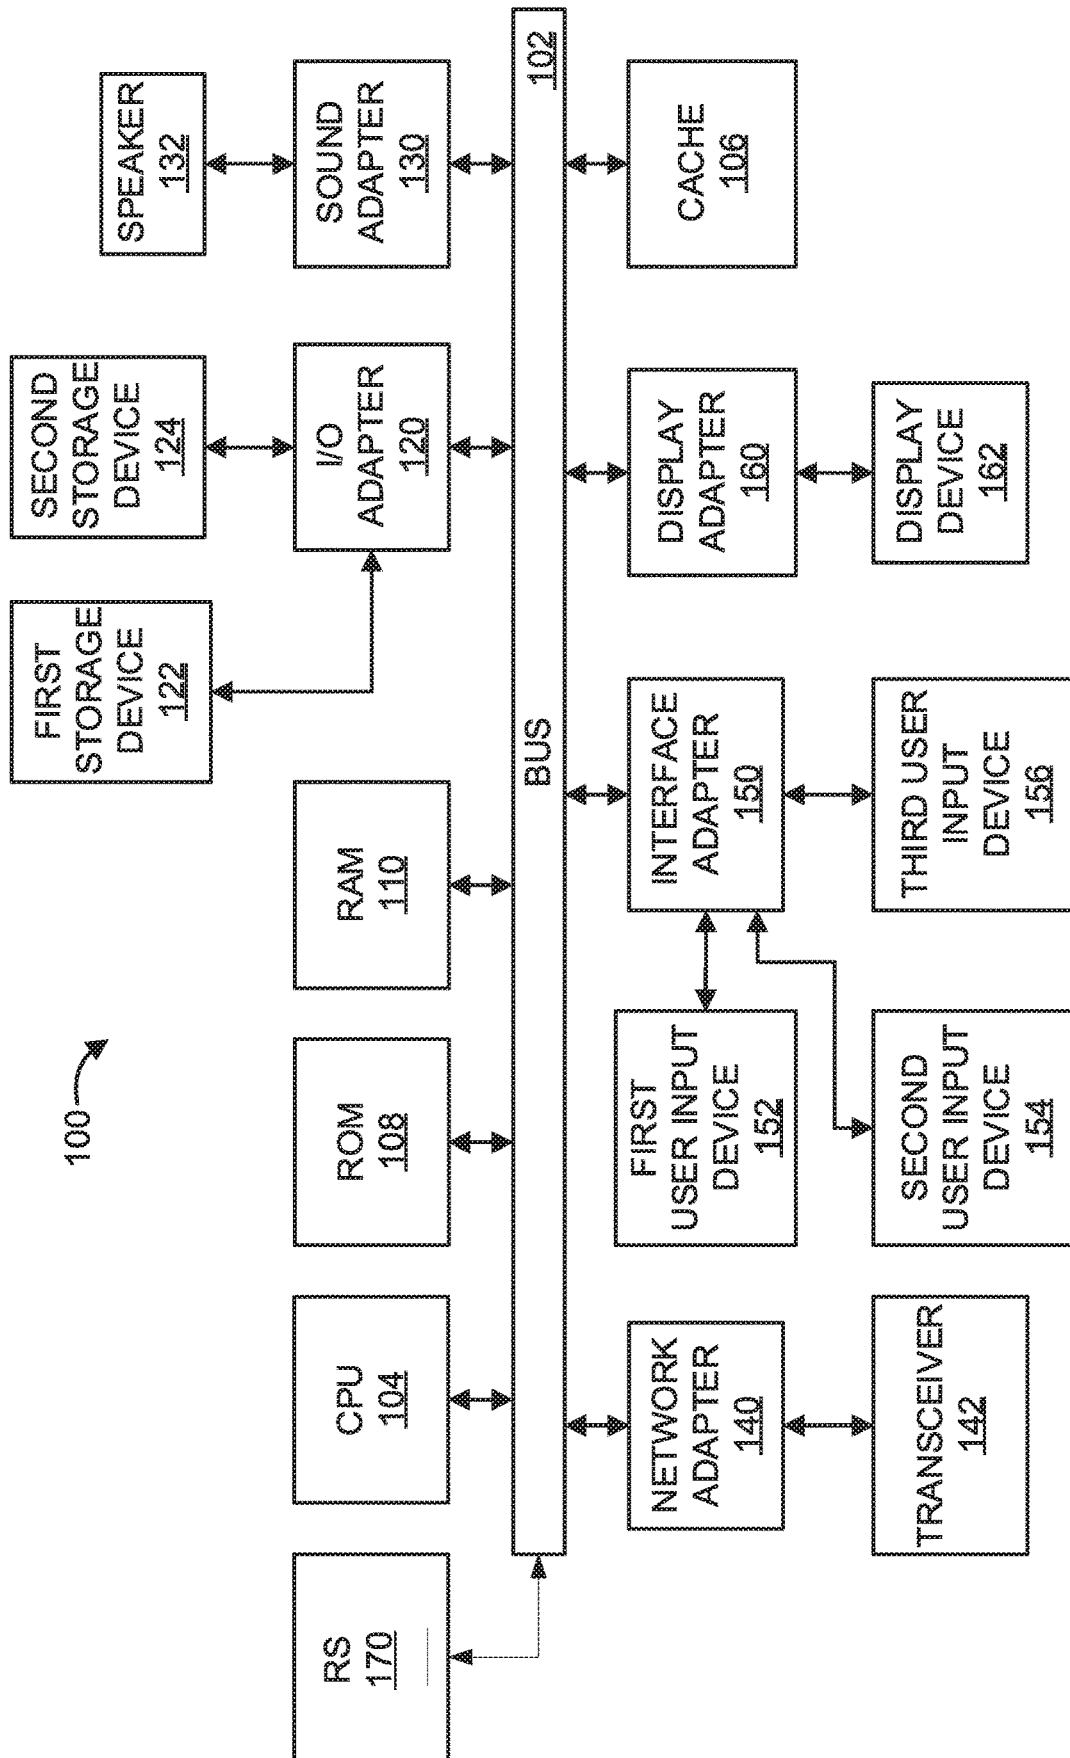 100
RS
170
CPU
104
ROM
108
RAM
110
FIRST
STORAGE
DEVICE
122
SECOND
STORAGE
DEVICE
124
I/O
ADAPTER
120
SPEAKER
132
SOUND
ADAPTER
130
BUS
102
NETWORK
ADAPTER
140
TRANSCEIVER
142
FIRST
USER INPUT
DEVICE
152
SECOND
USER INPUT
DEVICE
154
INTERFACE
ADAPTER
150
THIRD USER
INPUT
DEVICE
156
DISPLAY
ADAPTER
160
DISPLAY
DEVICE
162
CACHE
106